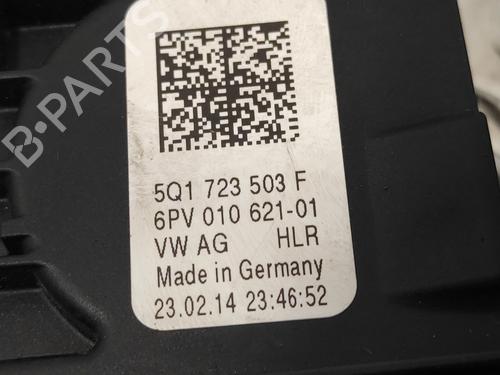 B-PARTS
5Q1 723 503 F
6PV 010 621-01
VW AG HLR
Made in Germany
23.02.14 23:46:52